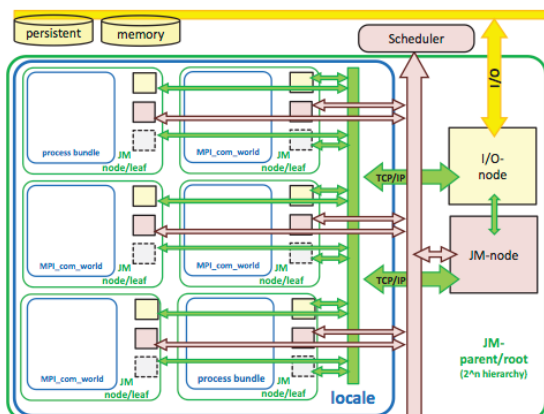 persistent
memory
Scheduler
I/O
process bundle
JM
node/leaf
MPI_com_world
JM
node/leaf
TCP/IP
I/O-
node
MPI_com_world
JM
node/leaf
MPI_com_world
JM
node/leaf
JM-node
TCP/IP
MPI_com_world
JM
node/leaf
process bundle
JM
node/leaf
locale
JM-
parent/root
(2^n hierarchy)